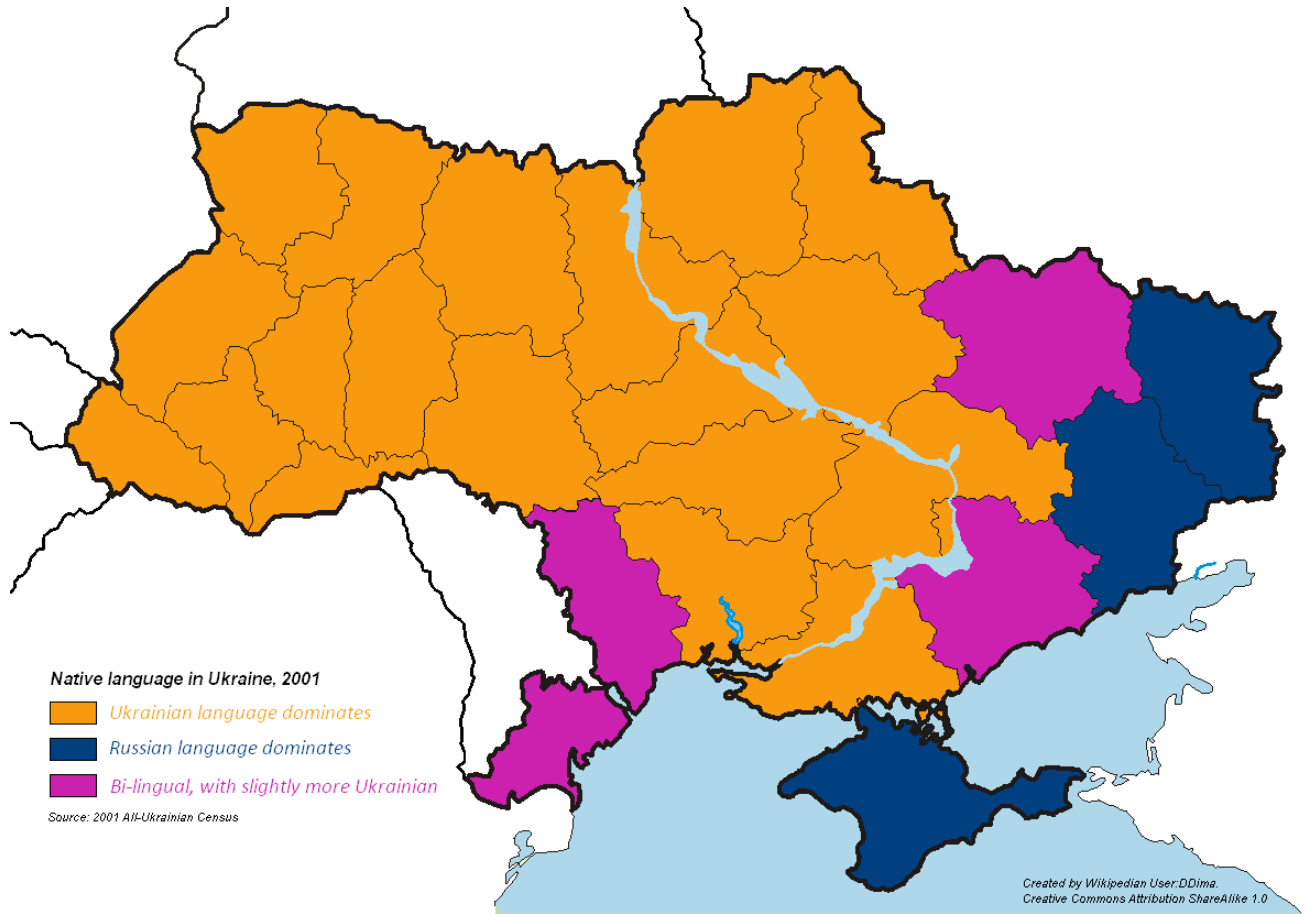 Native language in Ukraine, 2001
Ukrainian language dominates
Russian language dominates
Bi-lingual, with slightly more Ukrainian
Source: 2001 All-Ukrainian Census
Created by Wikipedian User:DDima.
Creative Commons Attribution ShareAlike 1.0